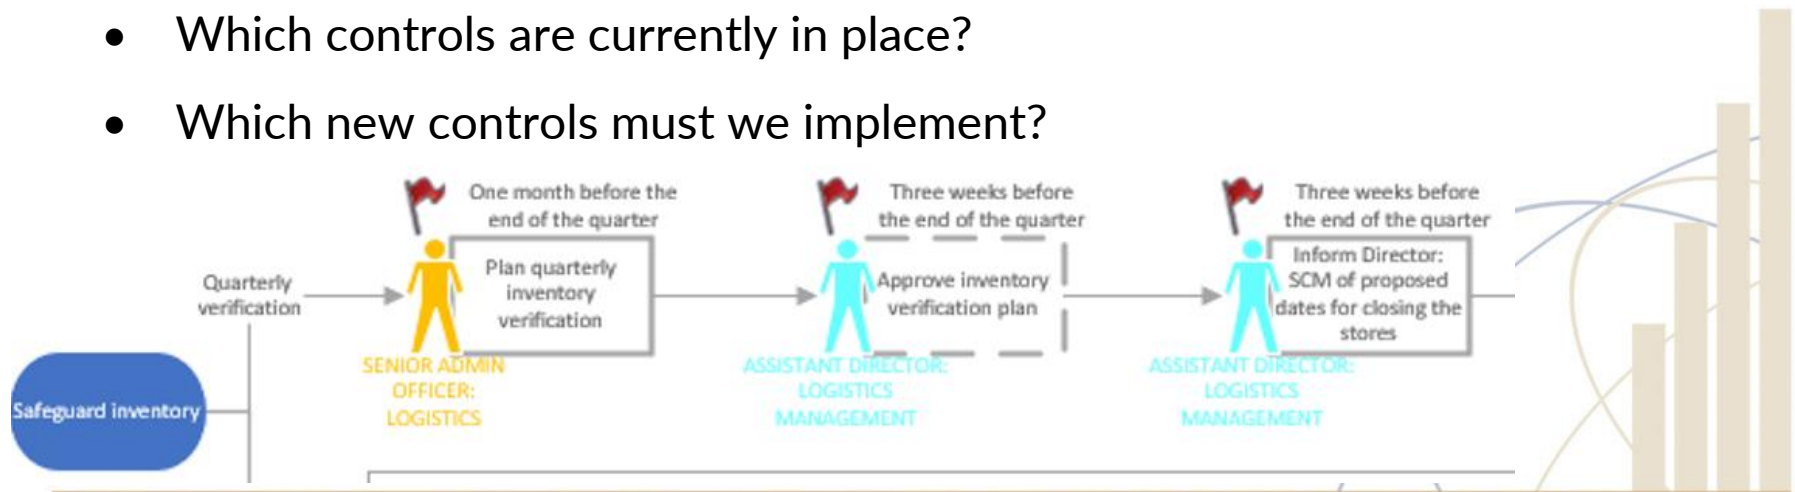 • Which controls are currently in place?
• Which new controls must we implement?
One month before the
end of the quarter
Three weeks before
the end of the quarter
Three weeks before
the end of the quarter
Quarterly
verification
Plan quarterly
inventory
verification
Approve inventory
verification plan
Inform Director:
SCM of proposed
dates for closing the
stores
SENIOR ADMIN
OFFICER:
LOGISTICS
ASSISTANT DIRECTOR:
LOGISTICS
MANAGEMENT
ASSISTANT DIRECTOR:
LOGISTICS
MANAGEMENT
Safeguard inventory